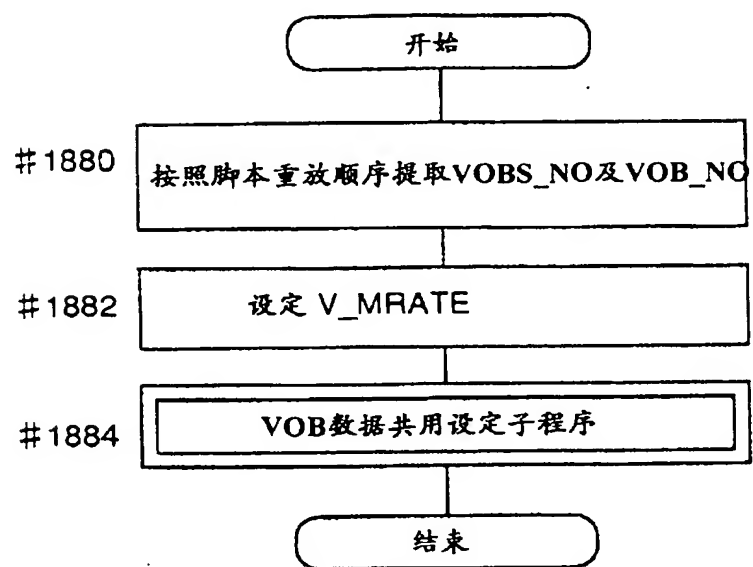 开始
#1880
按照脚本重放顺序提取VOBS_NO及VOB_NO
#1882
设定 V_MRATE
#1884
VOB数据共用设定子程序
结束